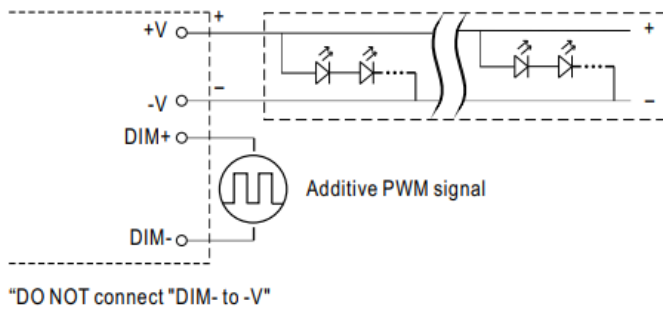 +V + +
-V − −
DIM+
Additive PWM signal
DIM-
“DO NOT connect "DIM- to -V"